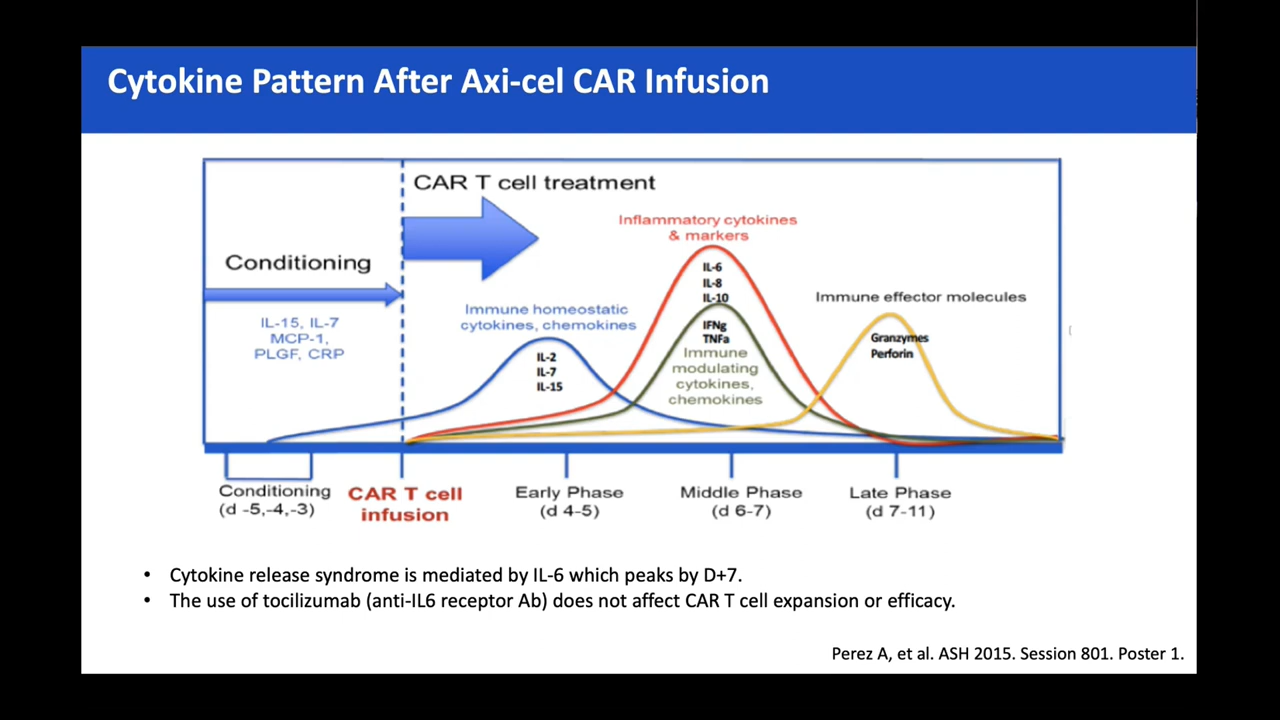 Cytokine Pattern After Axi-cel CAR Infusion
CAR T cell treatment
Conditioning
IL-15, IL-7
MCP-1,
PLGF, CRP
Immune homeostatic
cytokines, chemokines
IL-2
IL-7
IL-15
Inflammatory cytokines
& markers
IL-6
IL-8
IL-10
IFNg
TNFa
Immune
modulating
cytokines,
chemokines
Immune effector molecules
Granzymes
Perforin
Conditioning
(d -5,-4,-3)
CAR T cell
infusion
Early Phase
(d 4-5)
Middle Phase
(d 6-7)
Late Phase
(d 7-11)
• Cytokine release syndrome is mediated by IL-6 which peaks by D+7.
• The use of tocilizumab (anti-IL6 receptor Ab) does not affect CAR T cell expansion or efficacy.
Perez A, et al. ASH 2015. Session 801. Poster 1.